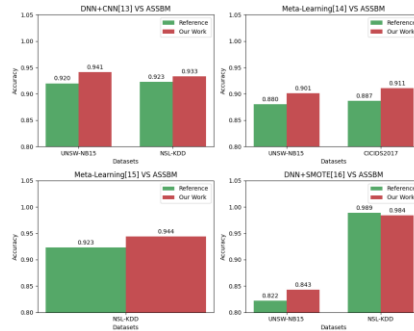 DNN+CNN[13] VS ASSBM
1.05
1.00
0.95
0.90
0.85
0.80
Accuracy
Reference
Our Work
0.920
0.941
0.923
0.933
UNSW-NB15
NSL-KDD
Datasets
Meta-Learning[14] VS ASSBM
1.05
1.00
0.95
0.90
0.85
0.80
Accuracy
Reference
Our Work
0.880
0.901
0.887
0.911
UNSW-NB15
CICIDS2017
Datasets
Meta-Learning[15] VS ASSBM
1.05
1.00
0.95
0.90
0.85
0.80
Accuracy
Reference
Our Work
0.923
0.944
NSL-KDD
Datasets
DNN+SMOTE[16] VS ASSBM
1.05
1.00
0.95
0.90
0.85
0.80
Accuracy
Reference
Our Work
0.822
0.843
0.989
0.984
UNSW-NB15
NSL-KDD
Datasets